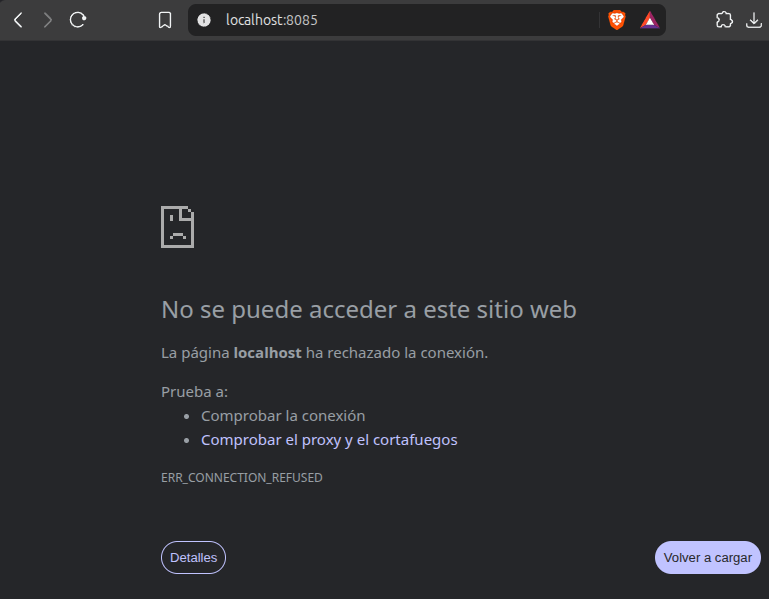 localhost:8085
No se puede acceder a este sitio web
La página localhost ha rechazado la conexión.
Prueba a:
Comprobar la conexión
Comprobar el proxy y el cortafuegos
ERR_CONNECTION_REFUSED
Detalles
Volver a cargar